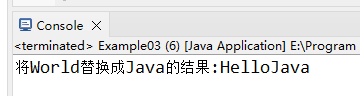 Console
<terminated> Example03 (6) [Java Application] E:\Program
将World替换成Java的结果:HelloJava